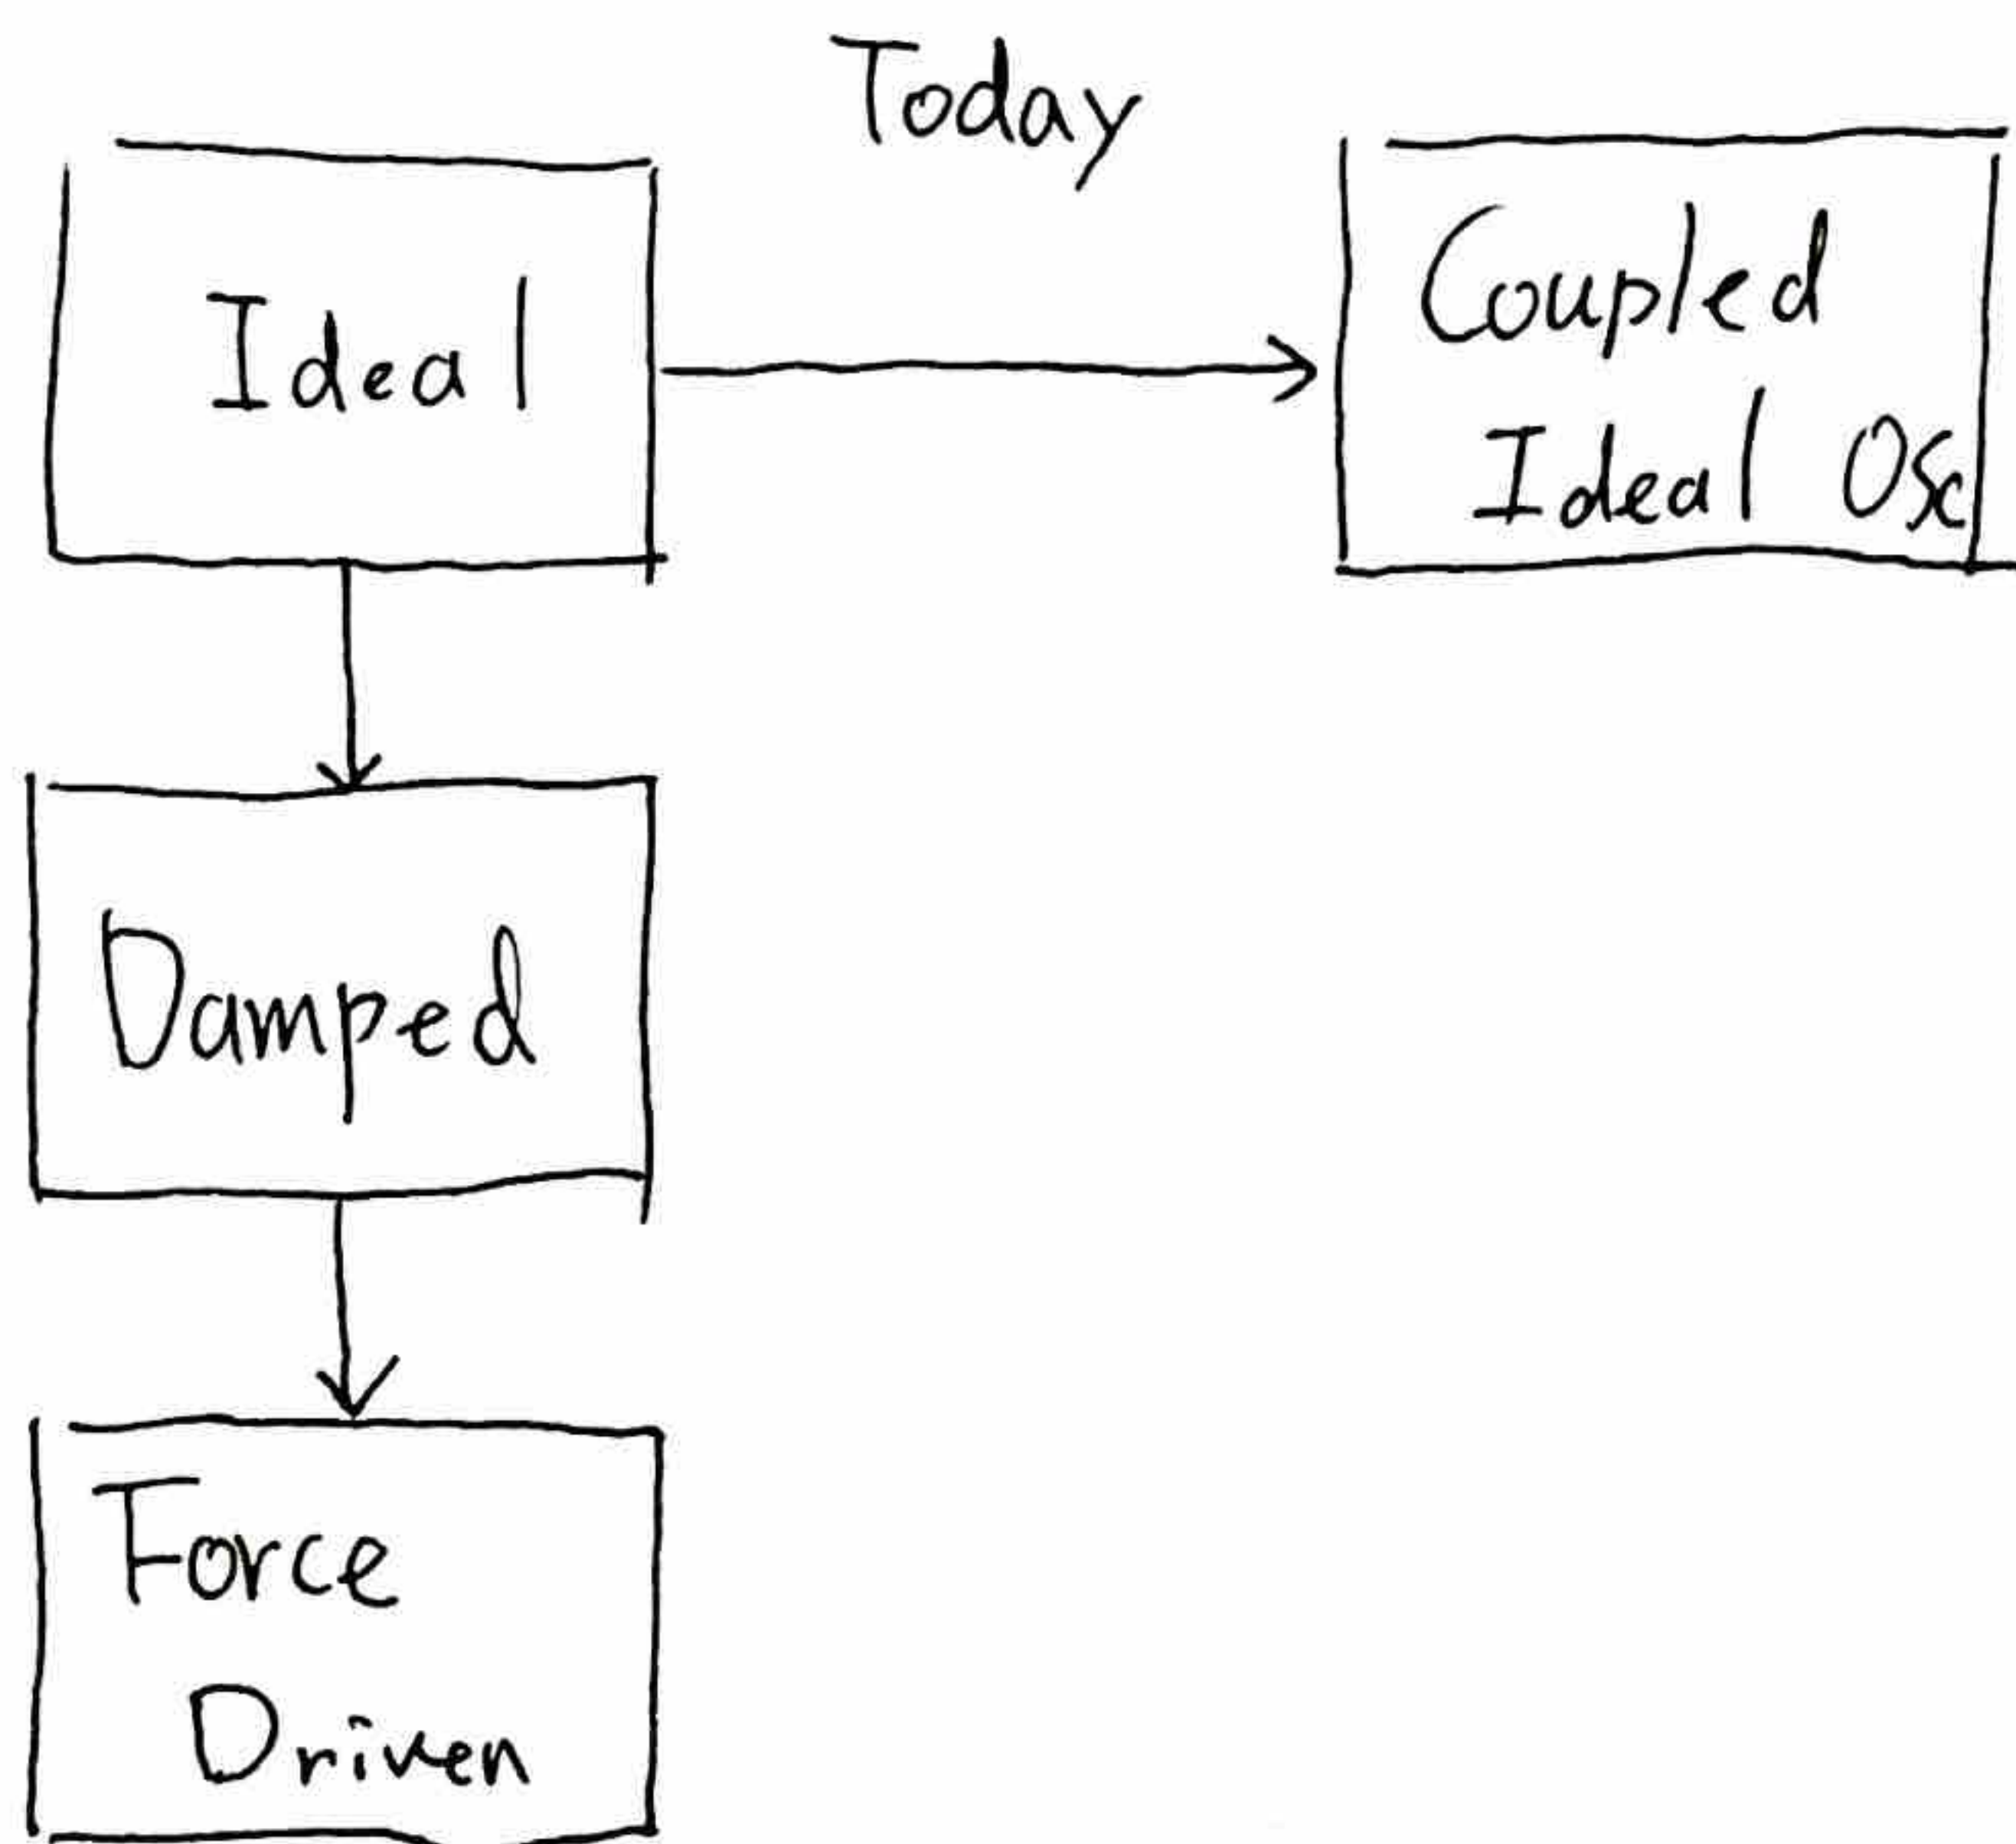 Today
Ideal
Coupled
Ideal Osc
Damped
Force
Driven